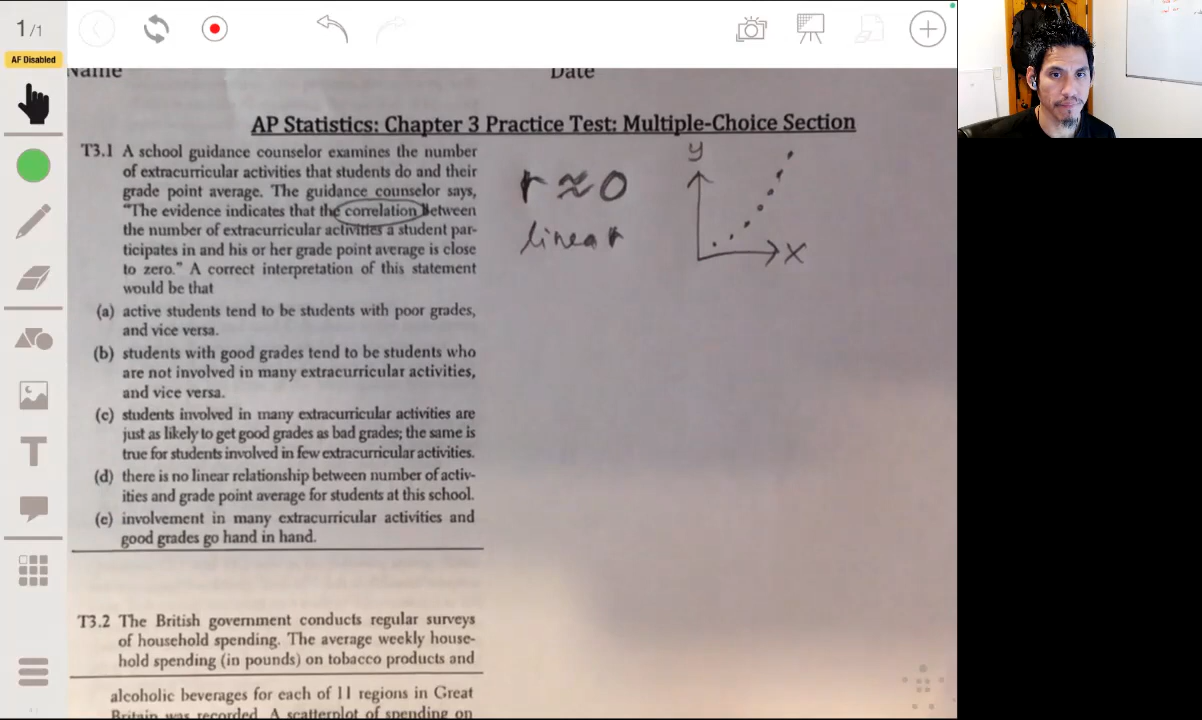 1/1
AF Disabled
Name
Date
AP Statistics: Chapter 3 Practice Test: Multiple-Choice Section
T3.1 A school guidance counselor examines the number
of extracurricular activities that students do and their
grade point average. The guidance counselor says,
"The evidence indicates that the correlation between
the number of extracurricular activities a student par-
ticipates in and his or her grade point average is close
to zero." A correct interpretation of this statement
would be that
(a) active students tend to be students with poor grades,
and vice versa.
(b) students with good grades tend to be students who
are not involved in many extracurricular activities,
and vice versa.
(c) students involved in many extracurricular activities are
just as likely to get good grades as bad grades; the same is
true for students involved in few extracurricular activities.
(d) there is no linear relationship between number of activ-
ities and grade point average for students at this school.
(e) involvement in many extracurricular activities and
good grades go hand in hand.
r ≈ 0
linear
y
x
T3.2 The British government conducts regular surveys
of household spending. The average weekly house-
hold spending (in pounds) on tobacco products and
alcoholic beverages for each of 11 regions in Great
Britain was recorded. A scatterplot of spending on
T